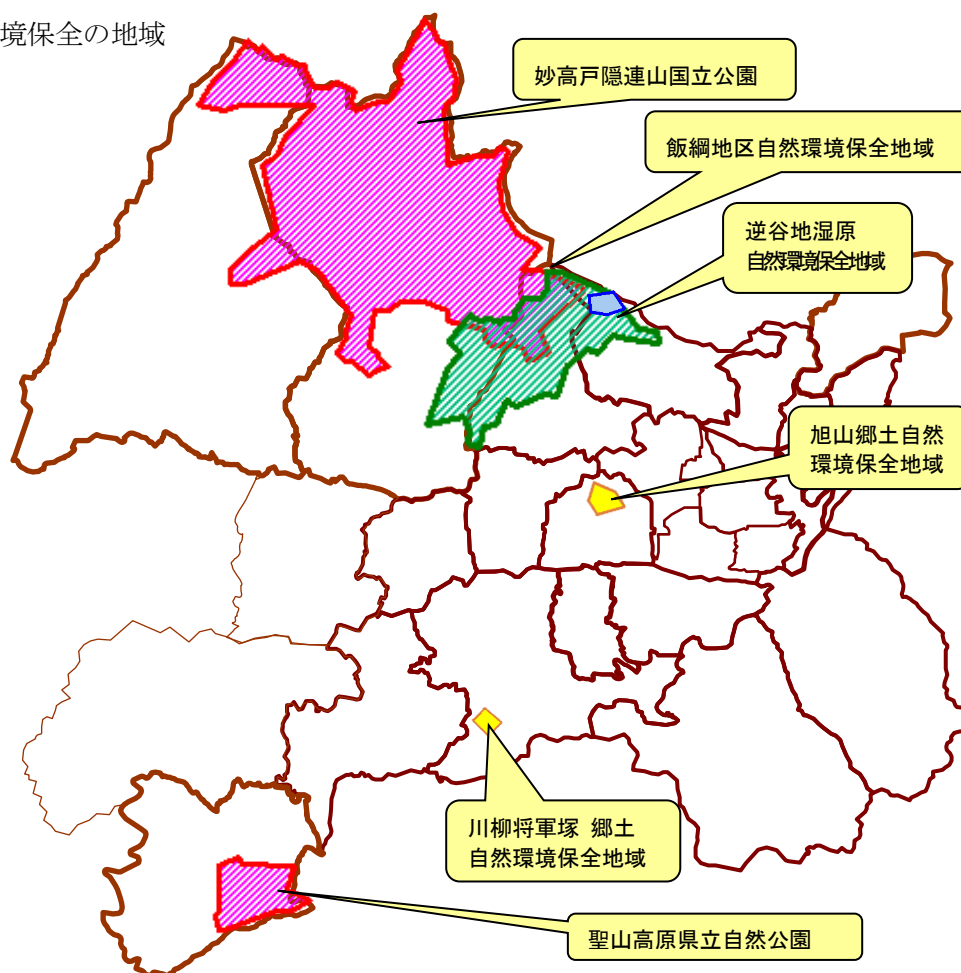 境保全の地域
妙高戸隠連山国立公園
飯綱地区自然環境保全地域
逆谷地湿原
自然環境保全地域
旭山郷土自然
環境保全地域
川柳将軍塚 郷土
自然環境保全地域
聖山高原県立自然公園